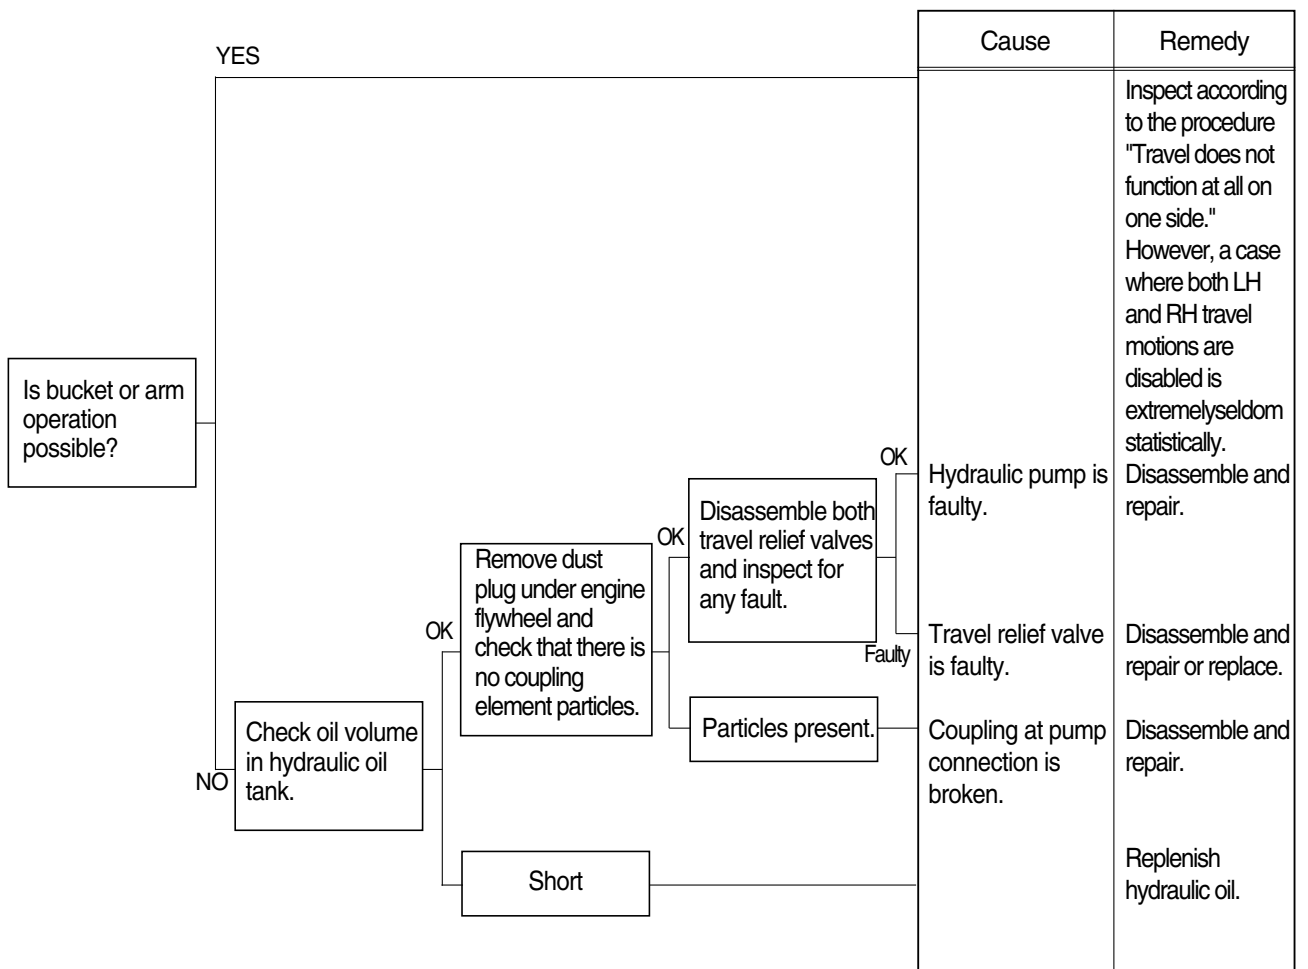 Cause
Remedy
YES
Inspect according
to the procedure
"Travel does not
function at all on
one side."
However, a case
where both LH
and RH travel
motions are
disabled is
extremelyseldom
statistically.
Is bucket or arm
operation
possible?
NO
Check oil volume
in hydraulic oil
tank.
OK
Remove dust
plug under engine
flywheel and
check that there is
no coupling
element particles.
OK
Disassemble both
travel relief valves
and inspect for
any fault.
OK
Hydraulic pump is
faulty.
Disassemble and
repair.
Faulty
Travel relief valve
is faulty.
Disassemble and
repair or replace.
Particles present.
Coupling at pump
connection is
broken.
Disassemble and
repair.
Short
Replenish
hydraulic oil.